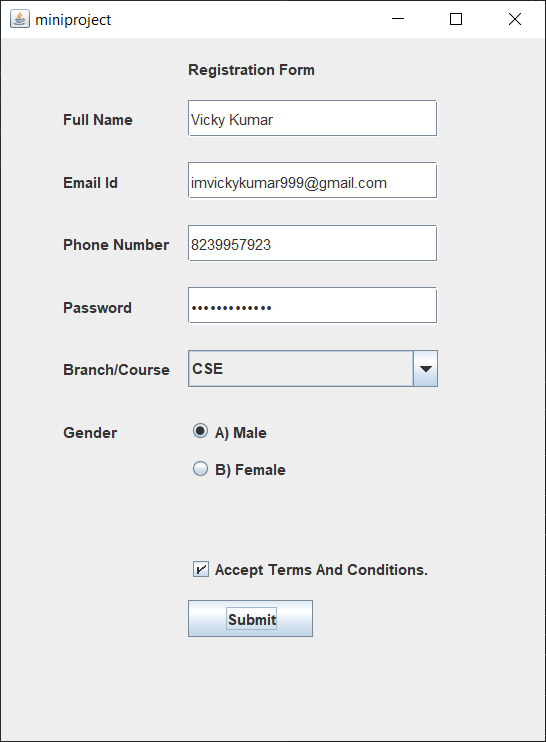 miniproject
Registration Form
Full Name Vicky Kumar
Email Id imvickykumar999@gmail.com
Phone Number 8239957923
Password •••••••••••••
Branch/Course CSE
Gender A) Male
B) Female
Accept Terms And Conditions.
Submit